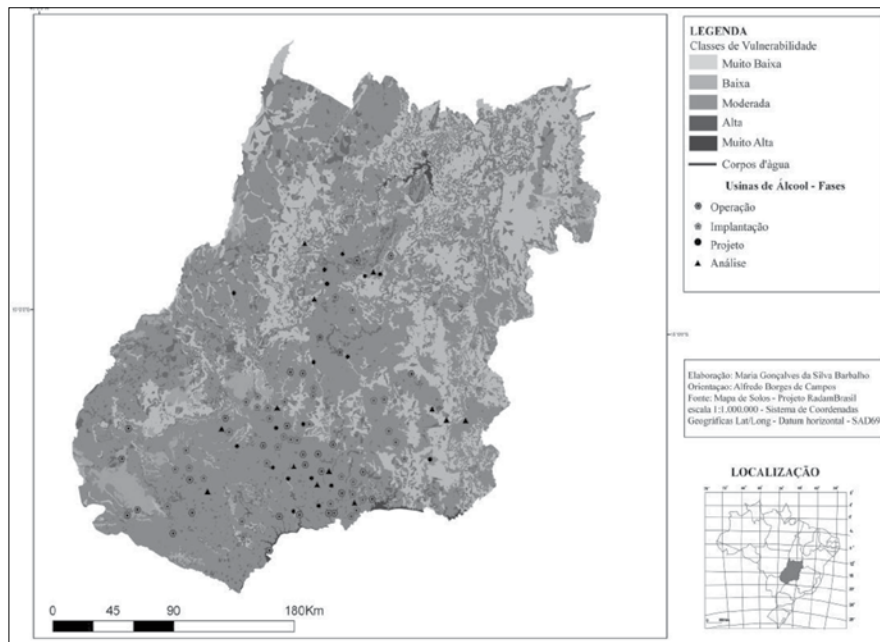 LEGENDA
Classes de Vulnerabilidade
Muito Baixa
Baixa
Moderada
Alta
Muito Alta
Corpos d'água
Usinas de Álcool - Fases
Operação
Implantação
Projeto
Análise
Elaboração: Maria Gonçalves da Silva Barbalho
Orientaçao: Alfredo Borges de Campos
Fonte: Mapa de Solos - Projeto RadamBrasil
escala 1:1.000.000 - Sistema de Coordenadas
Geográficas Lat/Long - Datum horizontal - SAD69
LOCALIZAÇÃO
0 45 90 180Km